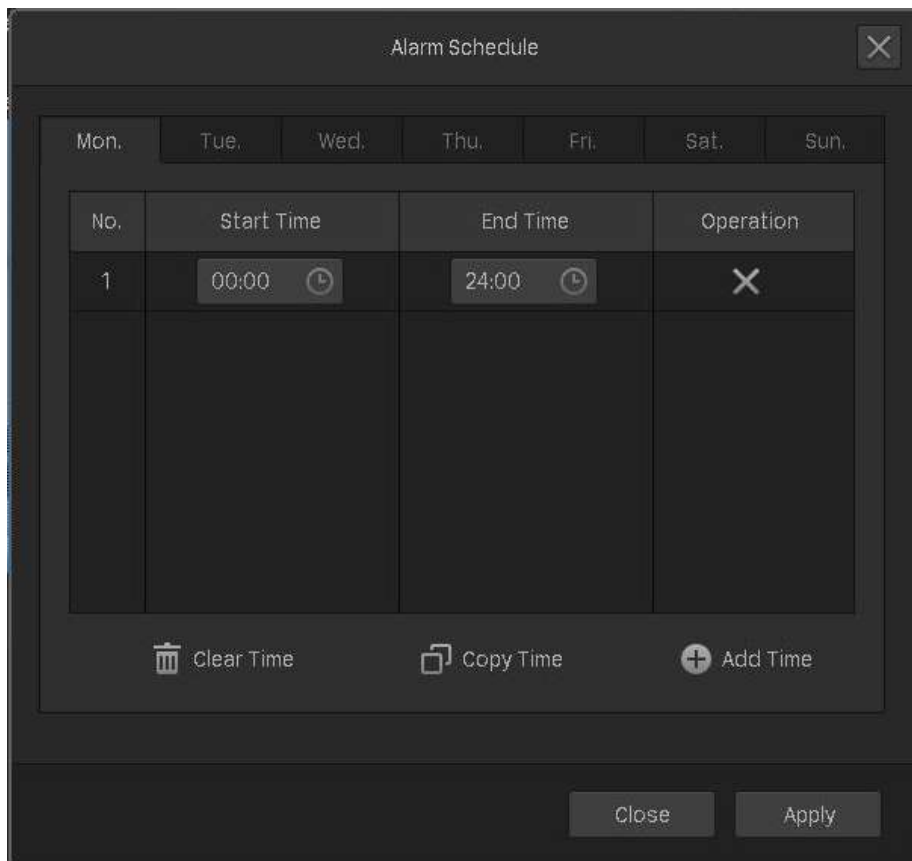 Alarm Schedule
Mon. Tue. Wed. Thu. Fri. Sat. Sun.
No. Start Time End Time Operation
1 00:00 24:00
Clear Time Copy Time Add Time
Close Apply